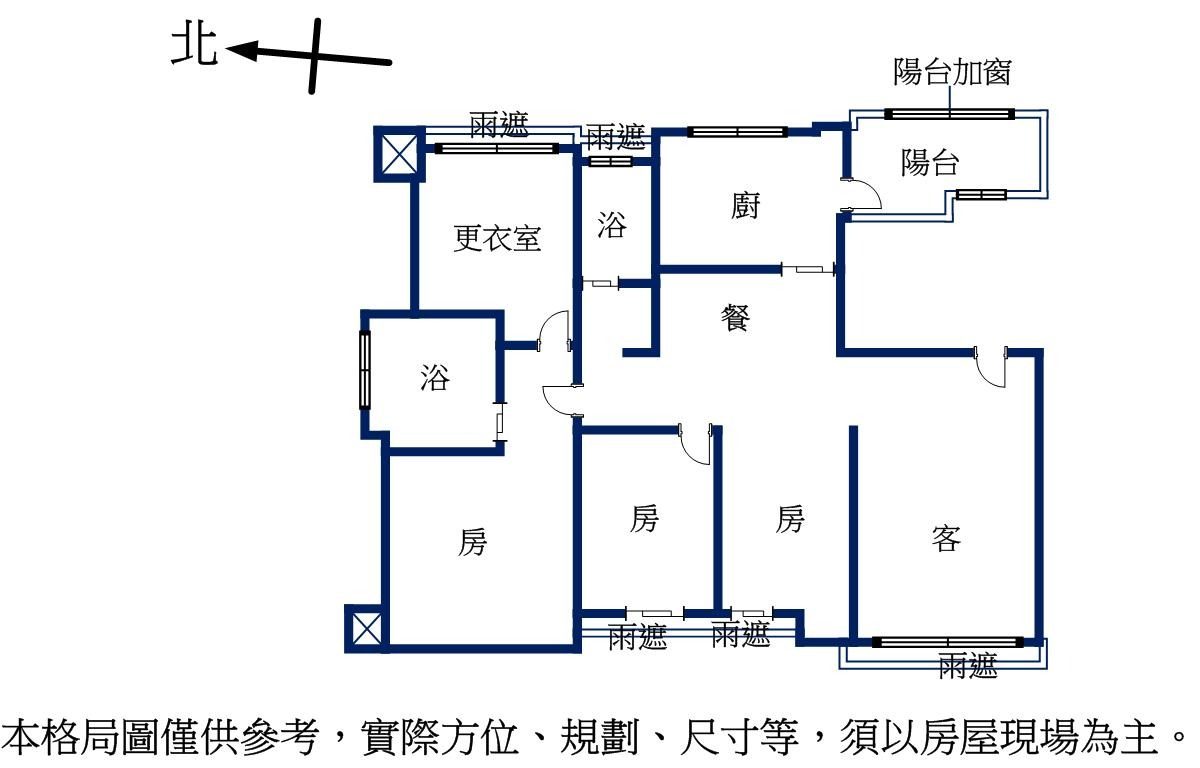 北
陽台加窗
雨遮
雨遮
陽台
廚
浴
更衣室
餐
浴
房
房
房
客
雨遮
雨遮
雨遮
本格局圖僅供參考，實際方位、規劃、尺寸等，須以房屋現場為主。